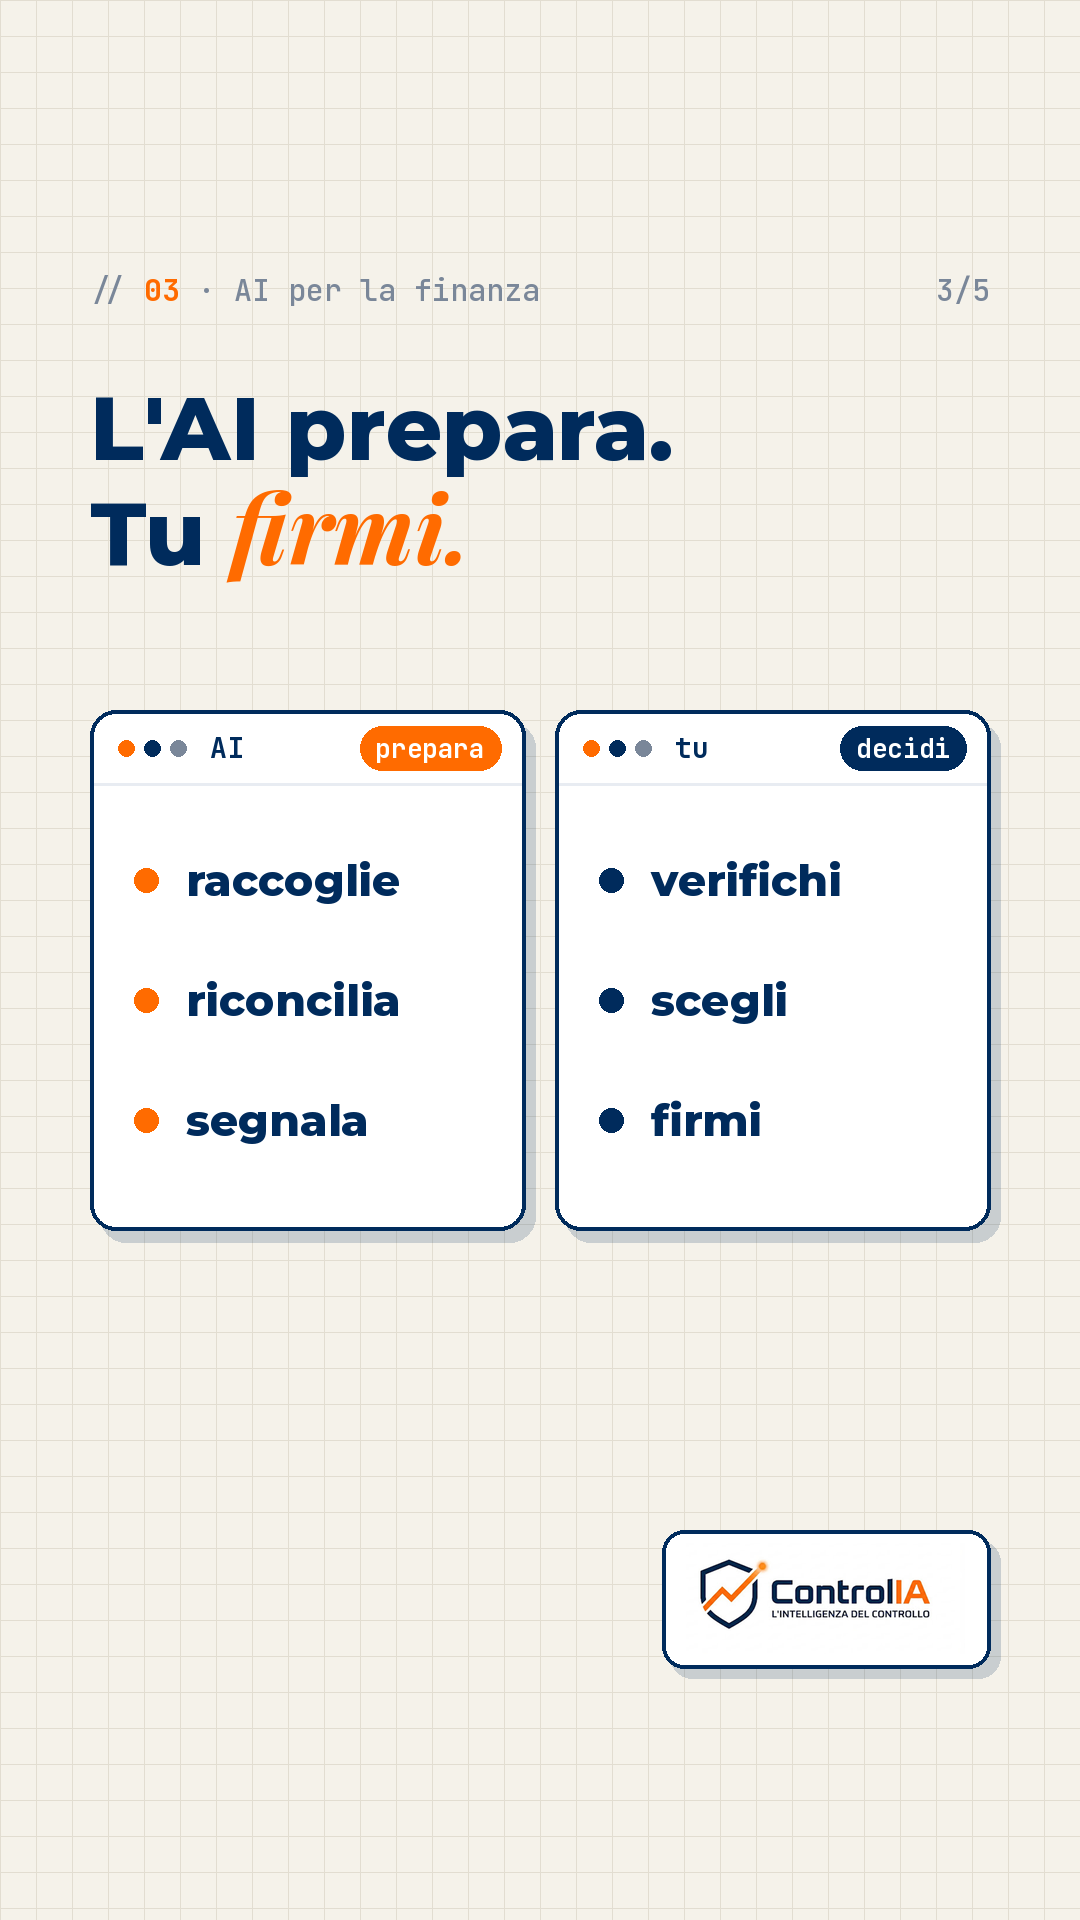 // 03 · AI per la finanza
3/5
L'AI prepara.
Tu firmi.
AI
prepara
raccoglie
riconcilia
segnala
tu
decidi
verifichi
scegli
firmi
ControlIA
L'INTELLIGENZA DEL CONTROLLO